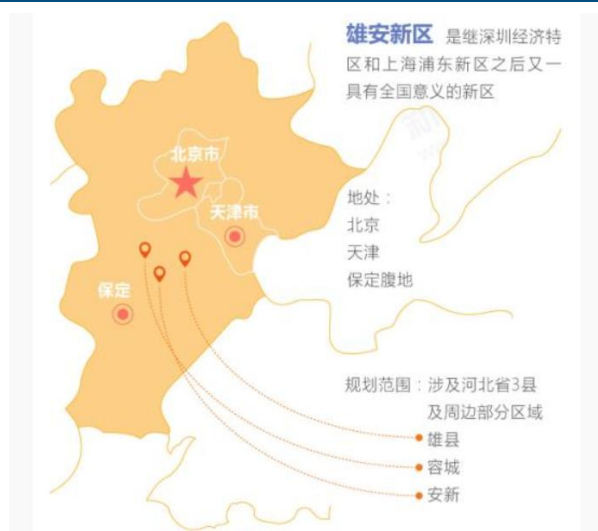 雄安新区 是继深圳经济特
区和上海浦东新区之后又一
具有全国意义的新区
北京市
天津市
地处：
北京
天津
保定腹地
保定
规划范围：涉及河北省3县
及周边部分区域
雄县
容城
安新